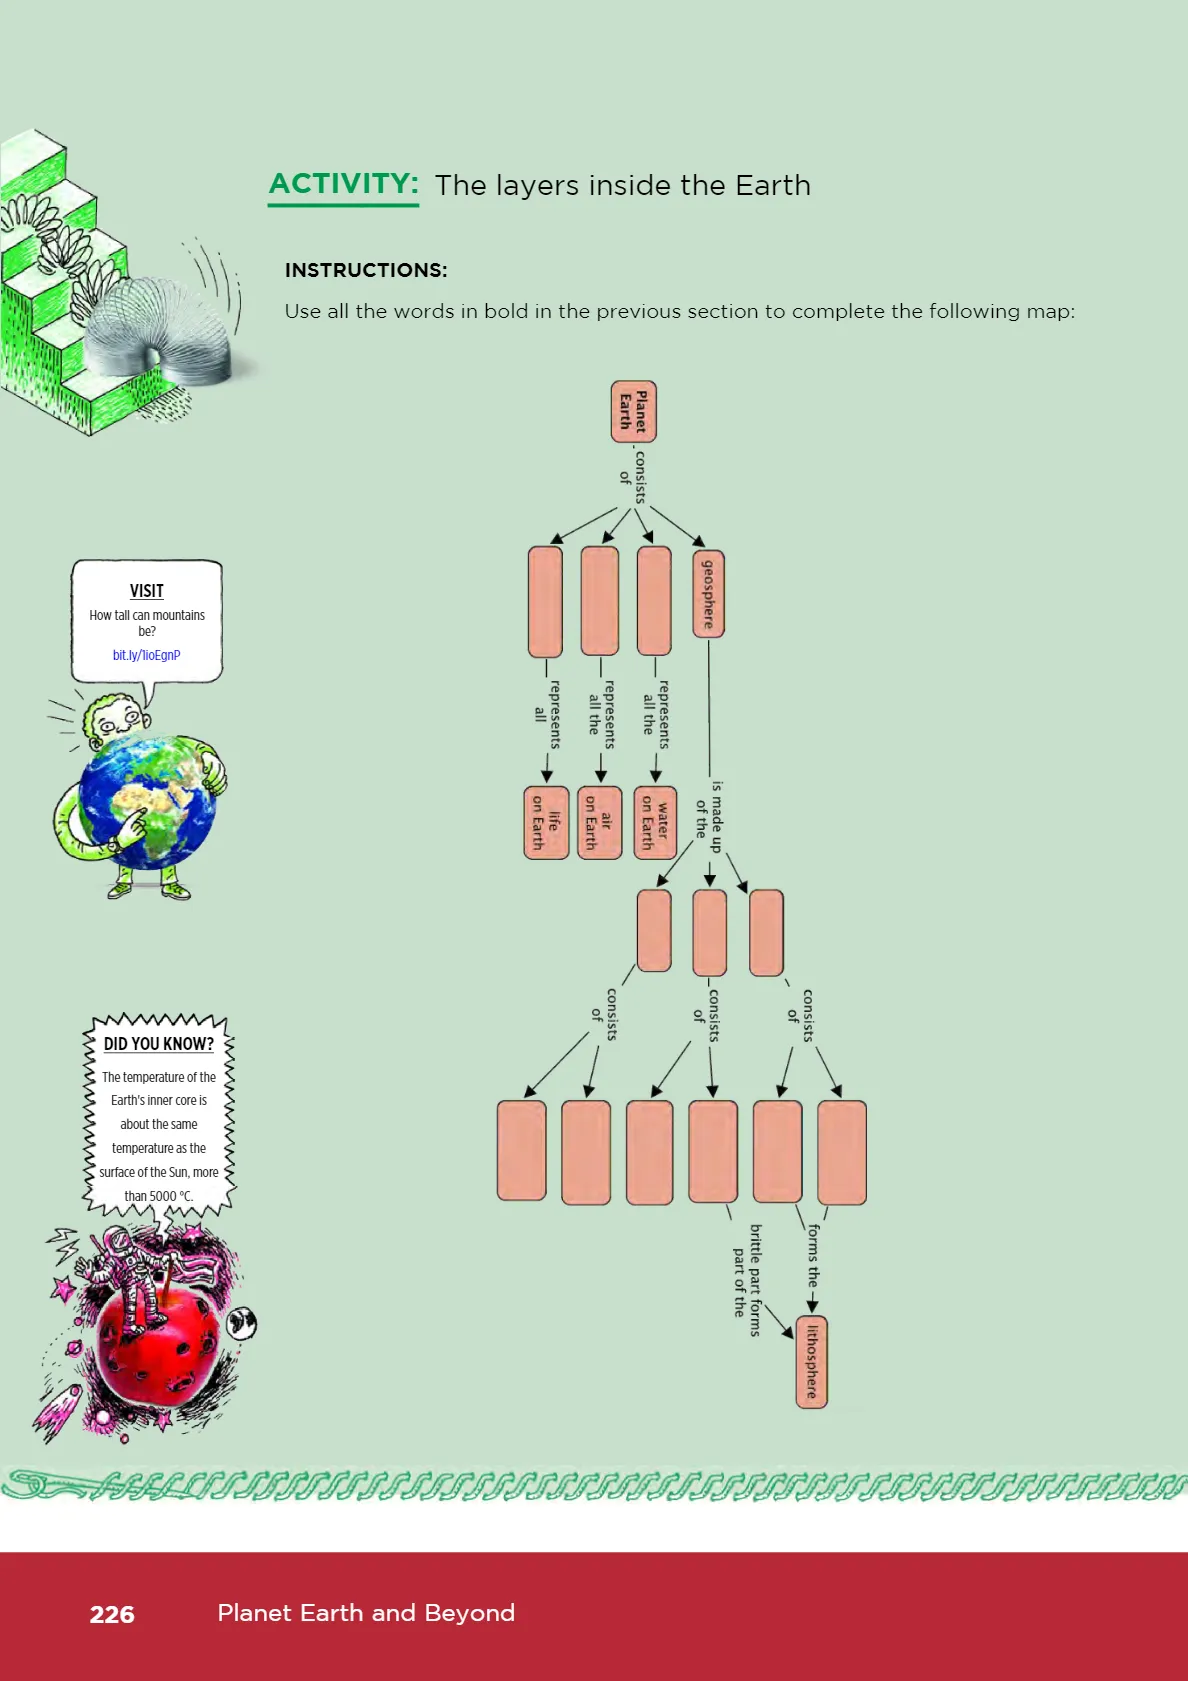 ACTIVITY: The layers inside the Earth
INSTRUCTIONS:
Use all the words in bold in the previous section to complete the following map:
Planet
Earth
consists
of
geosphere
represents
all the
water
on Earth
represents
all the
air
on Earth
represents
all
life
on Earth
is made up
of the
consists
of
consists
of
consists
of
forms the
brittle part forms
part of the
lithosphere
VISIT
How tall can mountains
be?
bit.ly/1ioEgnP
DID YOU KNOW?
The temperature of the
Earth's inner core is
about the same
temperature as the
surface of the Sun, more
than 5000 °C.
226 Planet Earth and Beyond